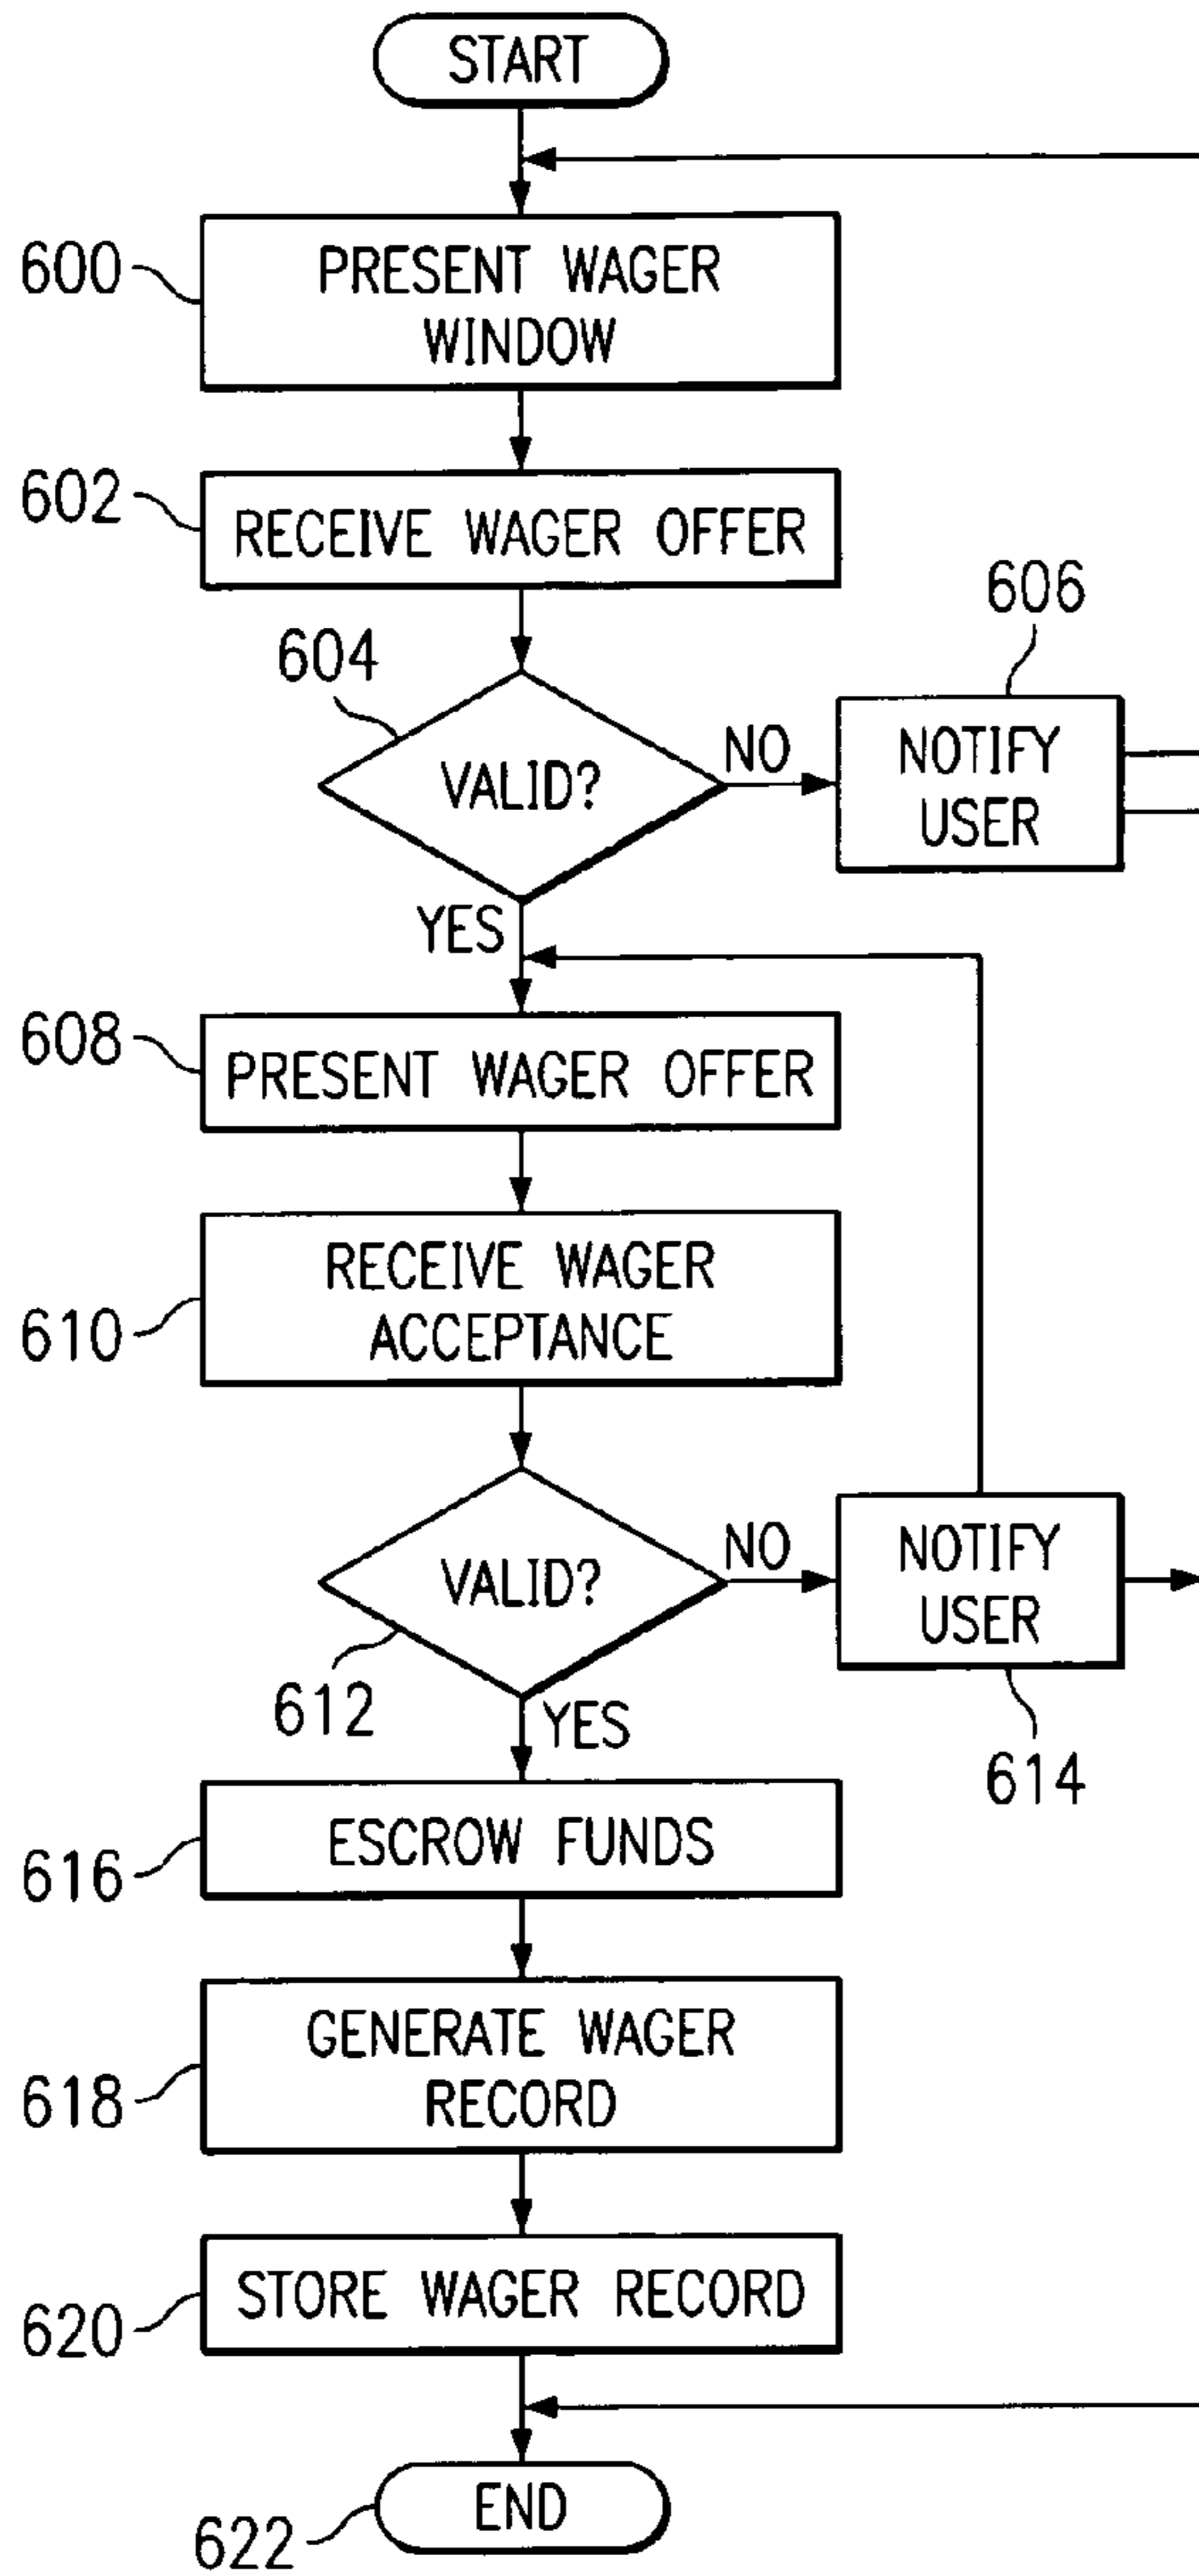 START
600
PRESENT WAGER
WINDOW
602
RECEIVE WAGER OFFER
604
VALID?
NO
606
NOTIFY
USER
YES
608
PRESENT WAGER OFFER
610
RECEIVE WAGER
ACCEPTANCE
612
VALID?
NO
NOTIFY
USER
614
YES
616
ESCROW FUNDS
618
GENERATE WAGER
RECORD
620
STORE WAGER RECORD
622
END